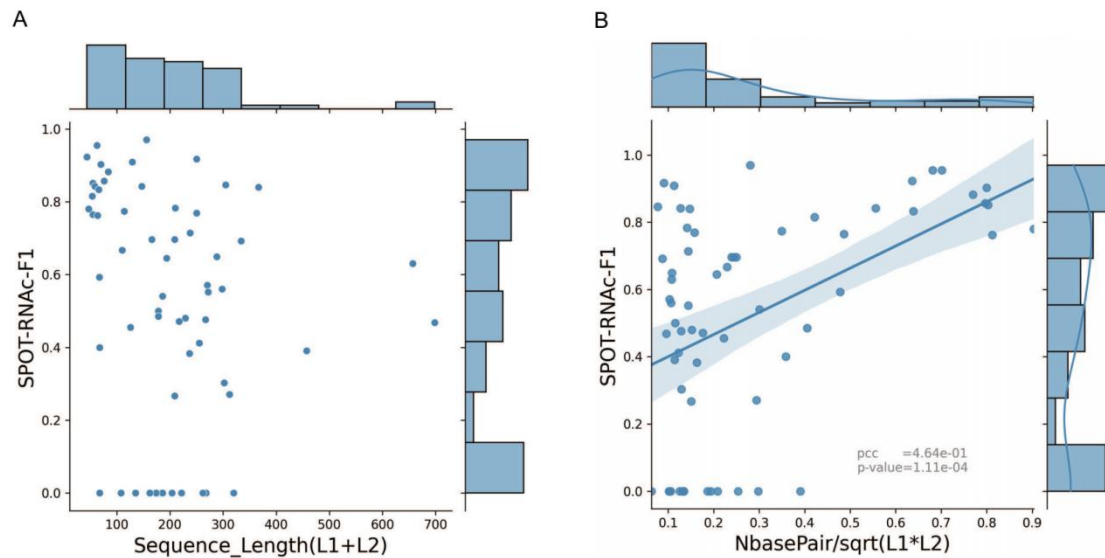 A
B
SPOT-RNAc-F1
1.0
0.8
0.6
0.4
0.2
0.0
100 200 300 400 500 600 700
Sequence_Length(L1+L2)
SPOT-RNAc-F1
1.0
0.8
0.6
0.4
0.2
0.0
pcc =4.64e-01
p-value=1.11e-04
0.1 0.2 0.3 0.4 0.5 0.6 0.7 0.8 0.9
NbasePair/sqrt(L1*L2)